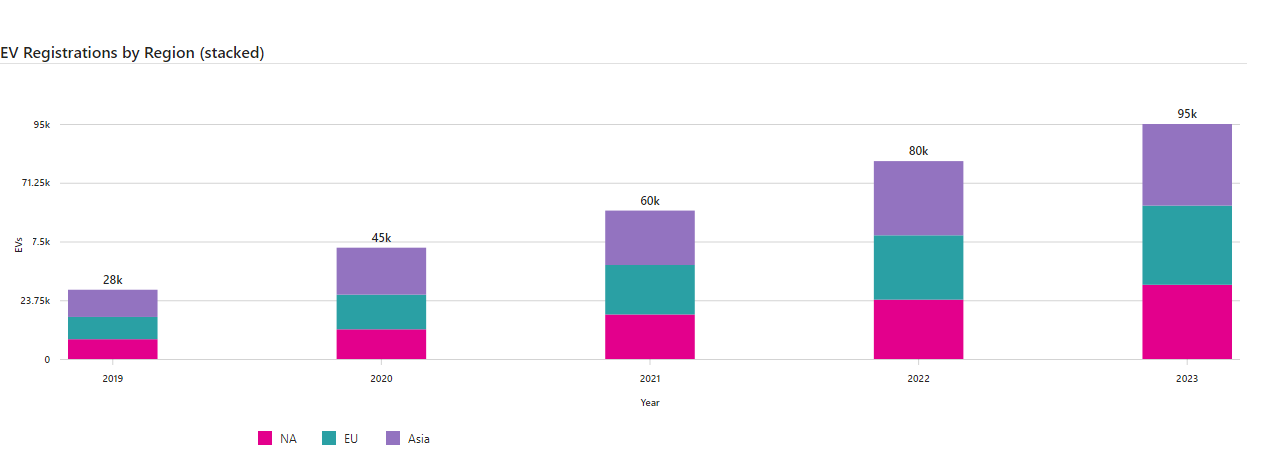 EV Registrations by Region (stacked)
95k
95k
80k
71.25k
60k
EVs
7.5k
45k
28k
23.75k
0
2019 2020 2021 2022 2023
Year
NA EU Asia